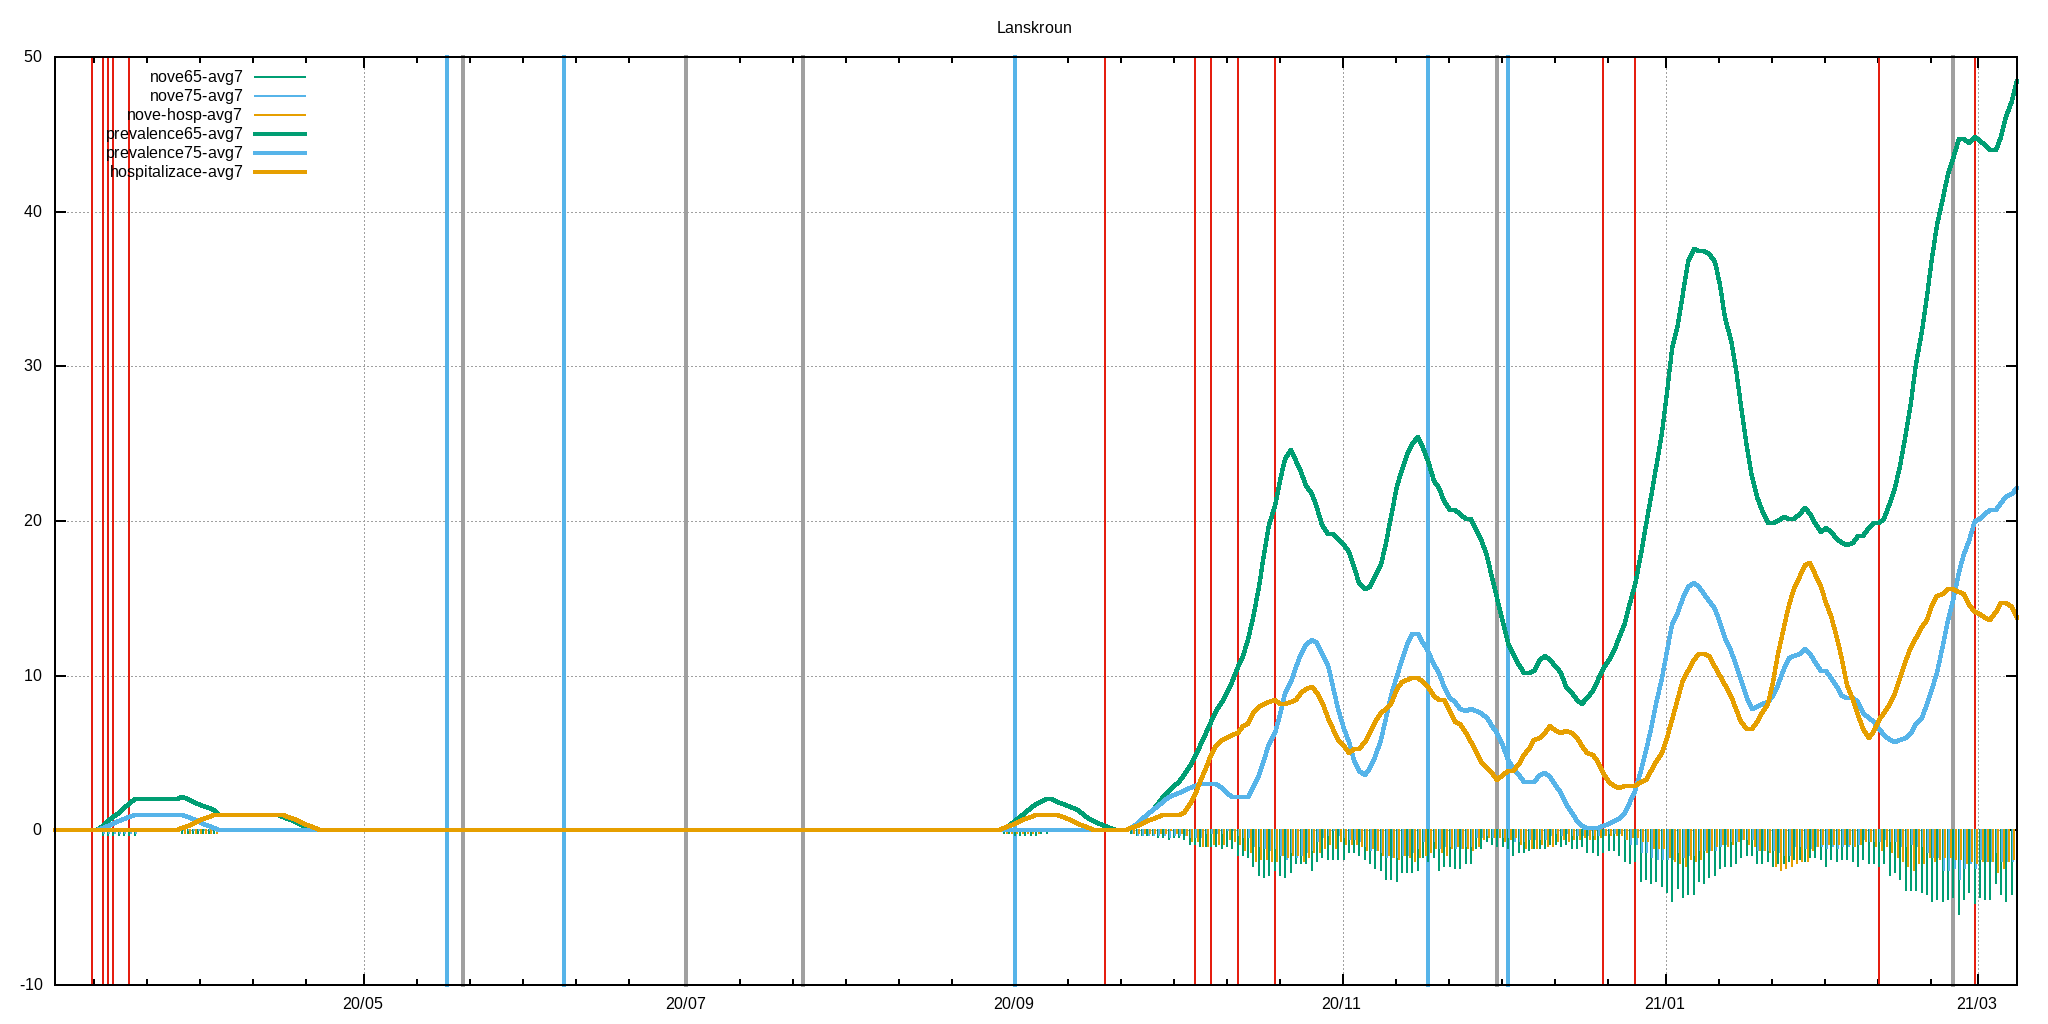 Lanskroun
50
nove65-avg7
nove75-avg7
nove-hosp-avg7
prevalence65-avg7
prevalence75-avg7
hospitalizace-avg7
40
30
20
10
0
-10
20/05 20/07 20/09 20/11 21/01 21/03